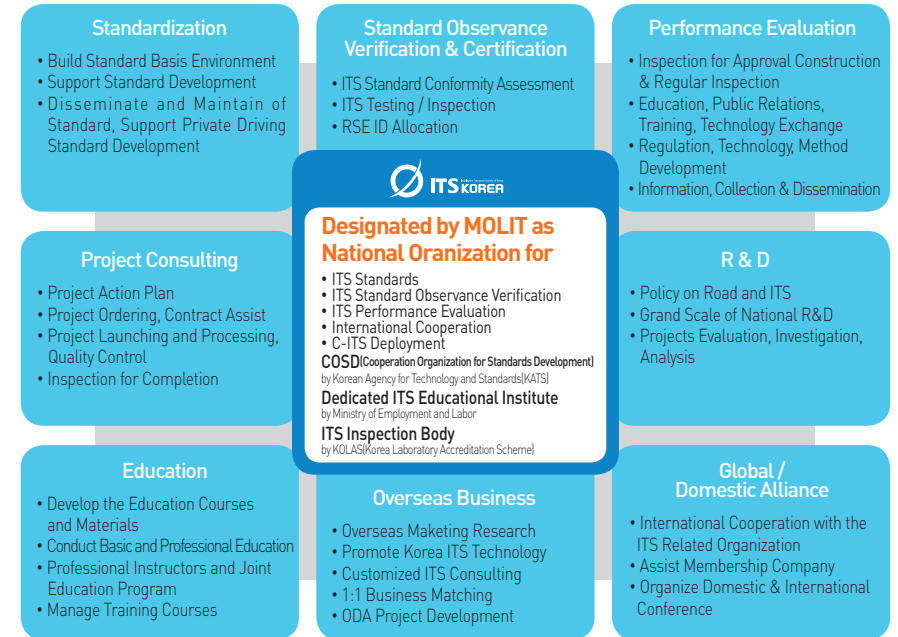 Standardization
• Build Standard Basis Environment
• Support Standard Development
• Disseminate and Maintain of
Standard, Support Private Driving
Standard Development
Standard Observance
Verification & Certification
• ITS Standard Conformity Assessment
• ITS Testing / Inspection
• RSE ID Allocation
Performance Evaluation
• Inspection for Approval Construction
& Regular Inspection
• Education, Public Relations,
Training, Technology Exchange
• Regulation, Technology, Method
Development
• Information, Collection & Dissemination
Project Consulting
• Project Action Plan
• Project Ordering, Contract Assist
• Project Launching and Processing,
Quality Control
• Inspection for Completion
ITS KOREA
Designated by MOLIT as
National Oranization for
• ITS Standards
• ITS Standard Observance Verification
• ITS Performance Evaluation
• International Cooperation
• C-ITS Deployment
COSD(Cooperation Organization for Standards Development)
by Korean Agency for Technology and Standards(KATS)
Dedicated ITS Educational Institute
by Ministry of Employment and Labor
ITS Inspection Body
by KOLAS(Korea Laboratory Accreditation Scheme)
R & D
• Policy on Road and ITS
• Grand Scale of National R&D
• Projects Evaluation, Investigation,
Analysis
Education
• Develop the Education Courses
and Materials
• Conduct Basic and Professional Education
• Professional Instructors and Joint
Education Program
• Manage Training Courses
Overseas Business
• Overseas Maketing Research
• Promote Korea ITS Technology
• Customized ITS Consulting
• 1:1 Business Matching
• ODA Project Development
Global /
Domestic Alliance
• International Cooperation with the
ITS Related Organization
• Assist Membership Company
• Organize Domestic & International
Conference